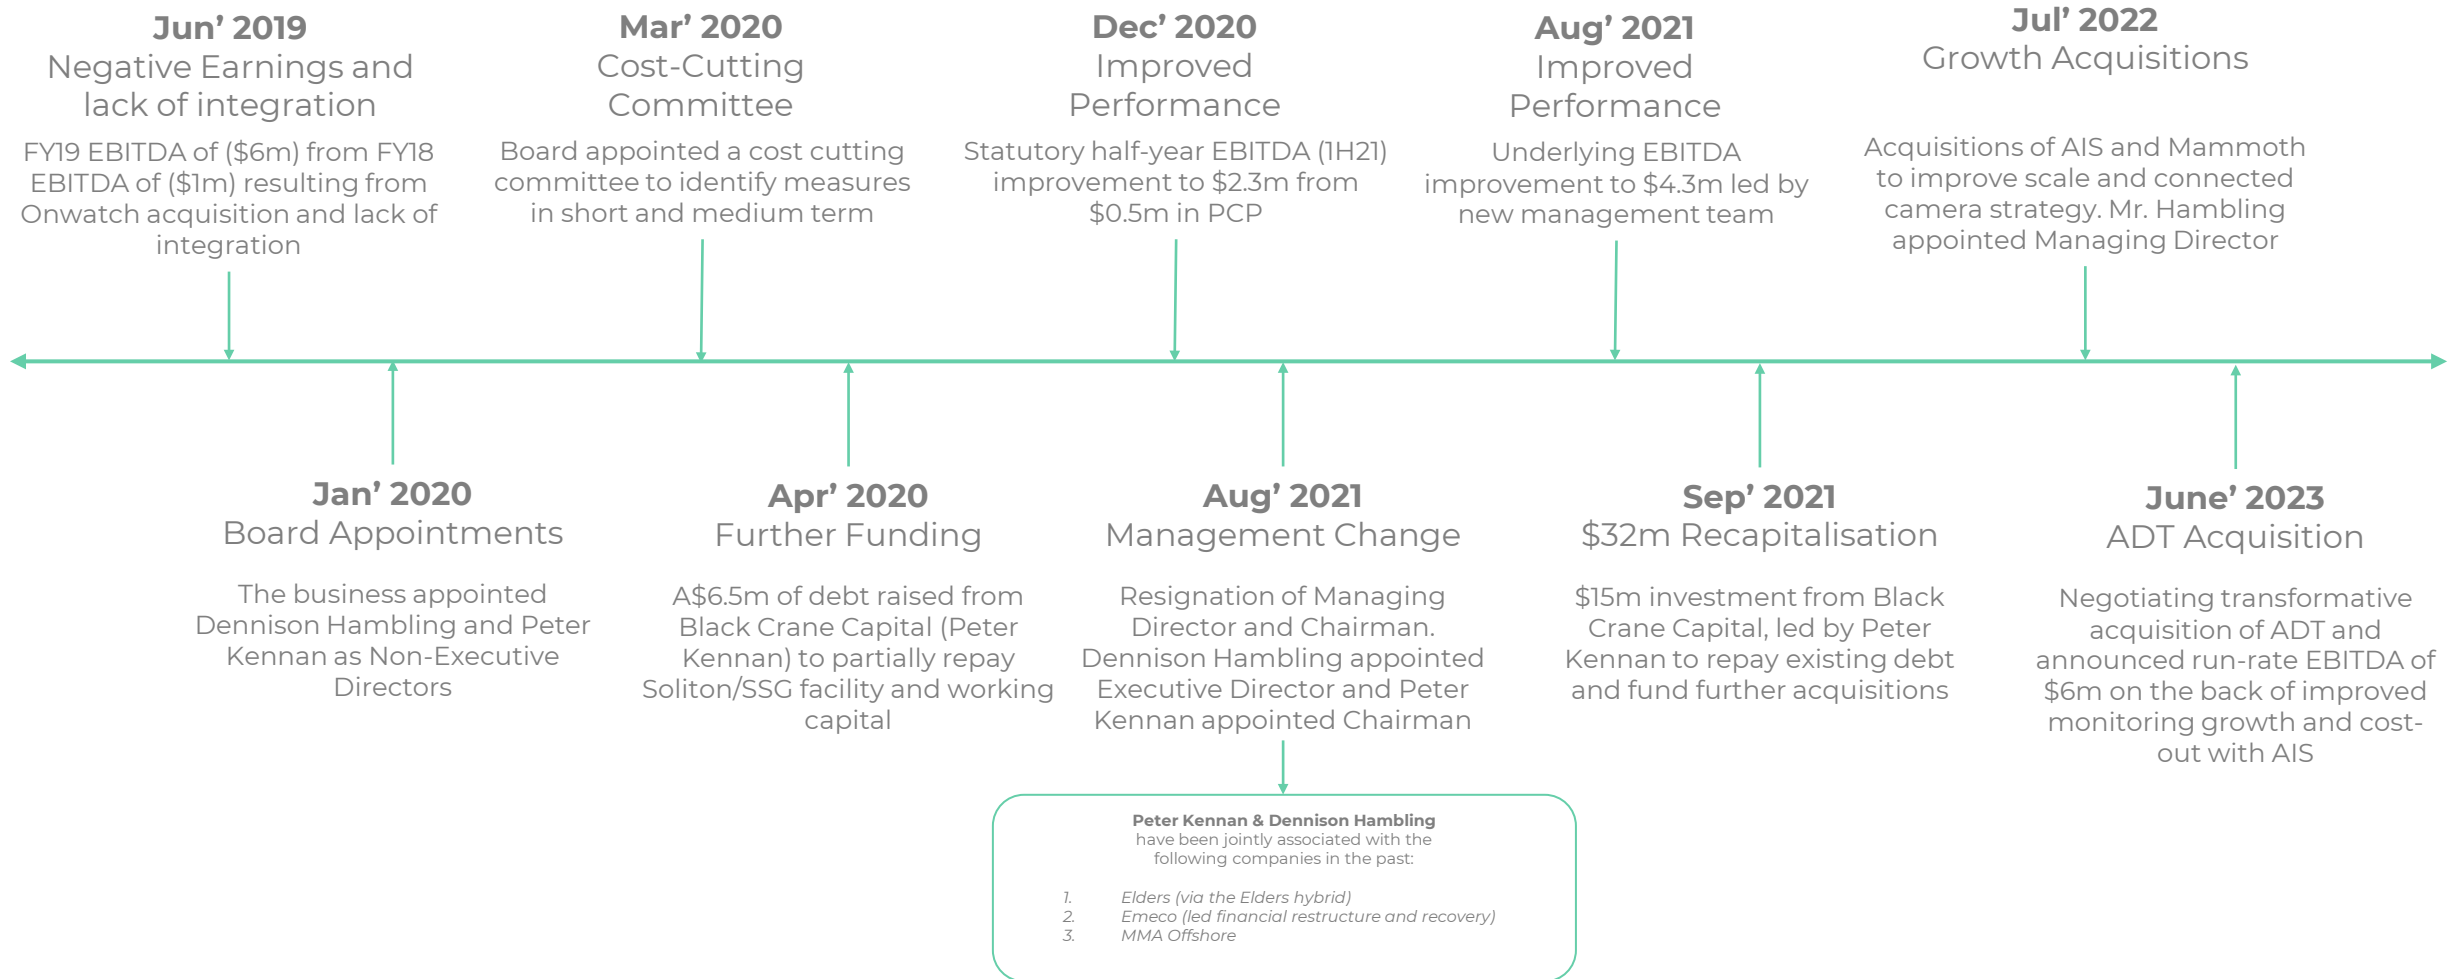 Jun’ 2019
Negative Earnings and
lack of integration
FY19 EBITDA of ($6m) from FY18
EBITDA of ($1m) resulting from
Onwatch acquisition and lack of
integration
Mar’ 2020
Cost-Cutting
Committee
Board appointed a cost cutting
committee to identify measures
in short and medium term
Dec’ 2020
Improved
Performance
Statutory half-year EBITDA (1H21)
improvement to $2.3m from
$0.5m in PCP
Aug’ 2021
Improved
Performance
Underlying EBITDA
improvement to $4.3m led by
new management team
Jul’ 2022
Growth Acquisitions
Acquisitions of AIS and Mammoth
to improve scale and connected
camera strategy. Mr. Hambling
appointed Managing Director
Jan’ 2020
Board Appointments
The business appointed
Dennison Hambling and Peter
Kennan as Non-Executive
Directors
Apr’ 2020
Further Funding
A$6.5m of debt raised from
Black Crane Capital (Peter
Kennan) to partially repay
Soliton/SSG facility and working
capital
Aug’ 2021
Management Change
Resignation of Managing
Director and Chairman.
Dennison Hambling appointed
Executive Director and Peter
Kennan appointed Chairman
Sep’ 2021
$32m Recapitalisation
$15m investment from Black
Crane Capital, led by Peter
Kennan to repay existing debt
and fund further acquisitions
June’ 2023
ADT Acquisition
Negotiating transformative
acquisition of ADT and
announced run-rate EBITDA of
$6m on the back of improved
monitoring growth and cost-
out with AIS
Peter Kennan & Dennison Hambling
have been jointly associated with the
following companies in the past:
1. Elders (via the Elders hybrid)
2. Emeco (led financial restructure and recovery)
3. MMA Offshore